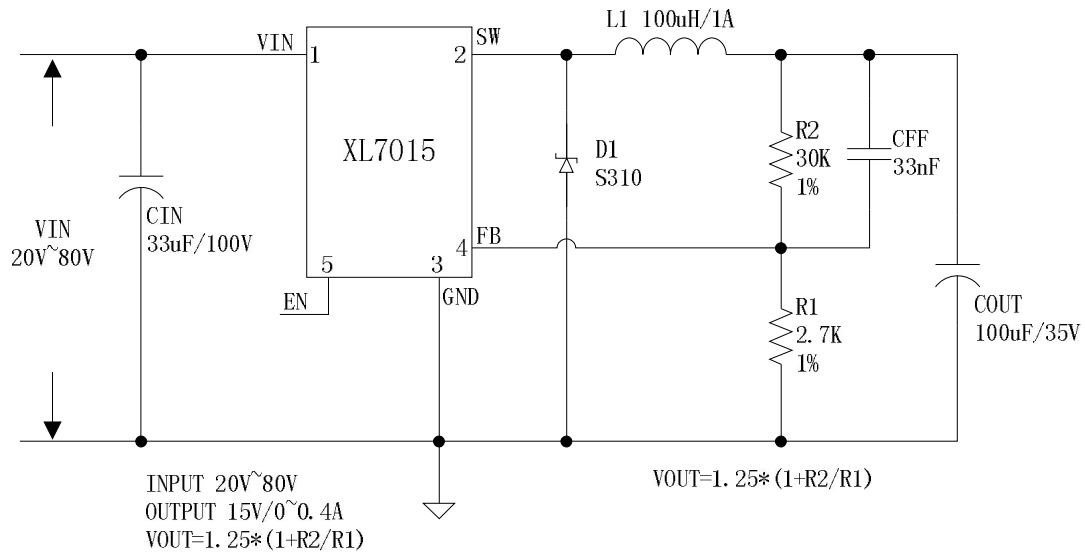 L1 100uH/1A
VIN
1
SW
2
XL7015
R2
30K
1%
CFF
33nF
D1
S310
CIN
33uF/100V
VIN
20V~80V
FB
4
5
3
EN
GND
R1
2.7K
1%
COUT
100uF/35V
INPUT 20V~80V
OUTPUT 15V/0~0.4A
VOUT=1.25*(1+R2/R1)
VOUT=1.25*(1+R2/R1)